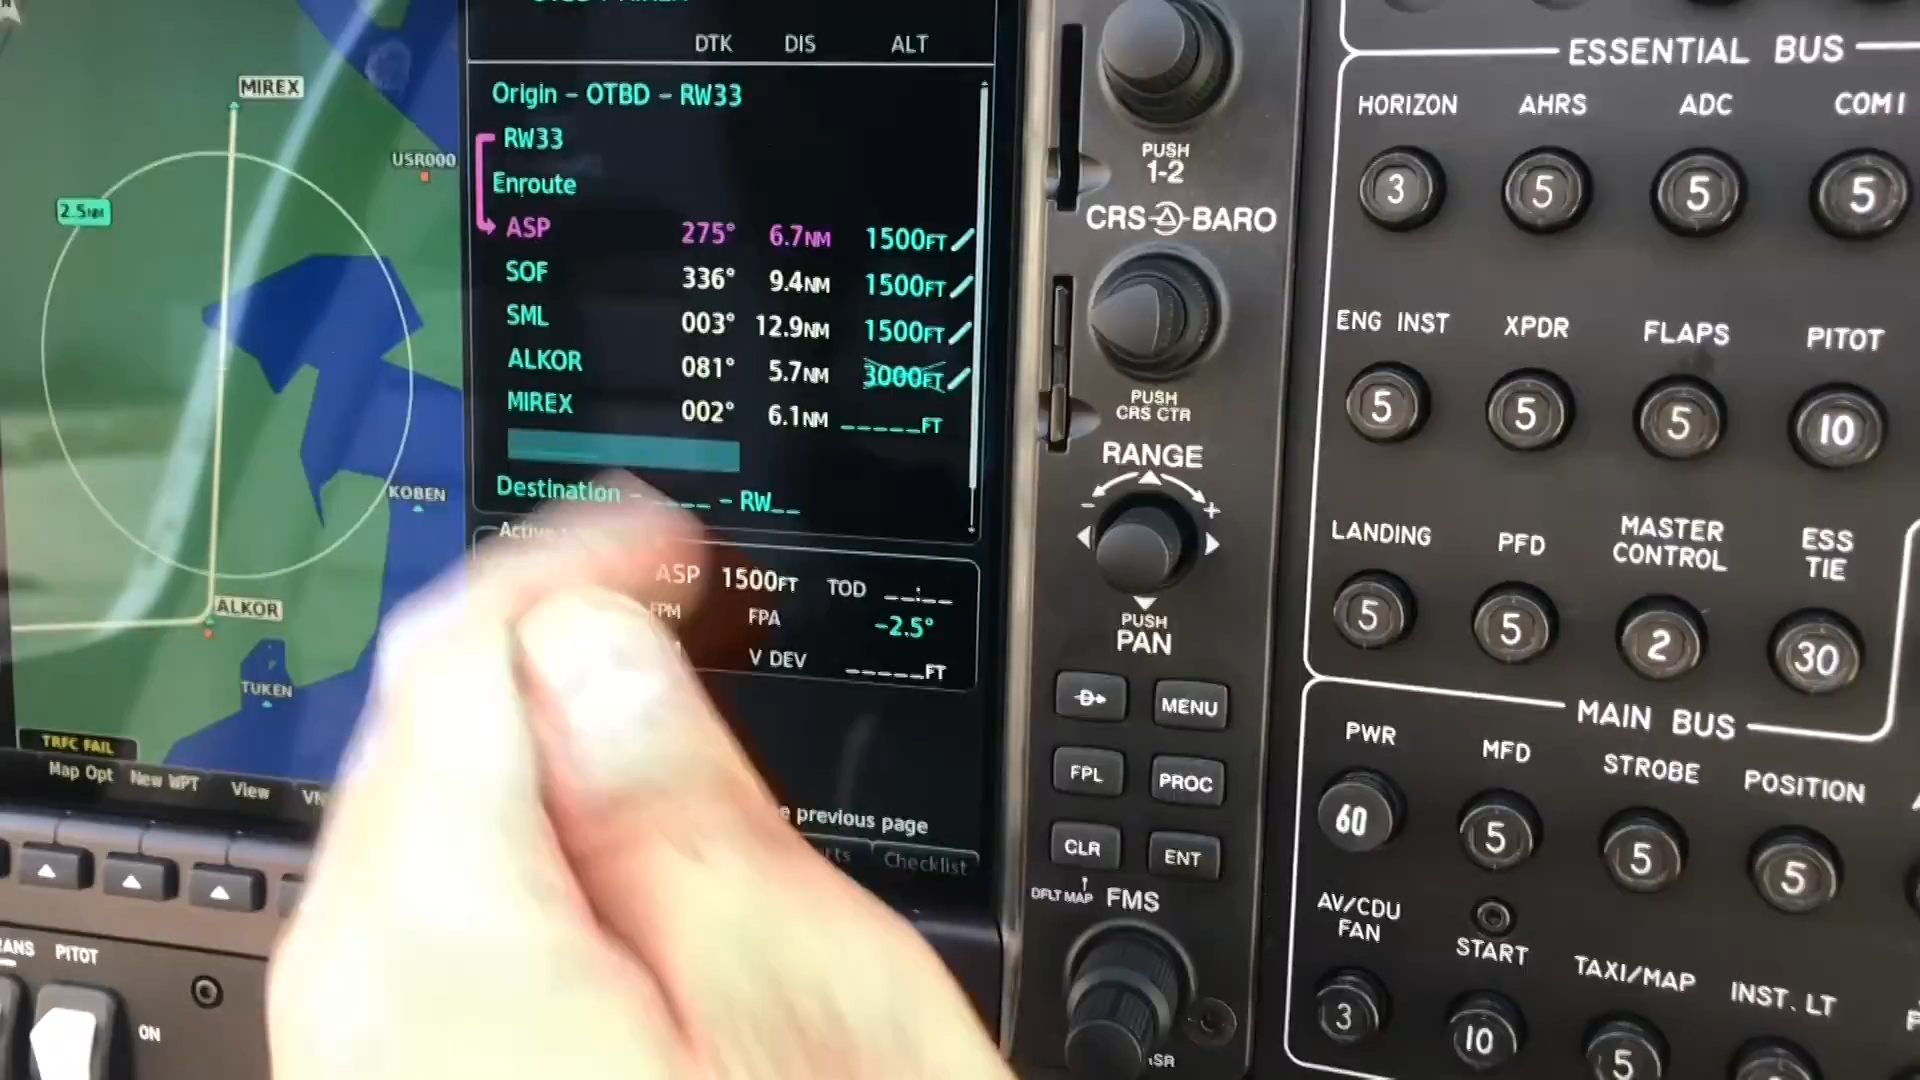 DTK DIS ALT
Origin – OTBD – RW33
RW33
Enroute
ASP 275° 6.7NM 1500FT
SOF 336° 9.4NM 1500FT
SML 003° 12.9NM 1500FT
ALKOR 081° 5.7NM 3000FT
MIREX 002° 6.1NM _____FT
Destination – ____ – RW__
ASP 1500FT TOD __:__
FPM FPA -2.5°
V DEV _____FT
previous page
Checklist
MIREX
USR000
2.5NM
KOBEN
ALKOR
TUKEN
TRFC FAIL
Map Opt New WPT View
PITOT
ON
PUSH
1-2
CRS BARO
PUSH
CRS CTR
RANGE
- +
PUSH
PAN
D MENU
FPL PROC
CLR ENT
DFLT MAP FMS
ESSENTIAL BUS
HORIZON AHRS ADC COM1
3 5 5 5
ENG INST XPDR FLAPS PITOT
5 5 5 10
LANDING PFD MASTER CONTROL ESS TIE
5 5 2 30
MAIN BUS
PWR MFD STROBE POSITION
60 5 5 5
AV/CDU FAN START TAXI/MAP INST. LT
3 10 5